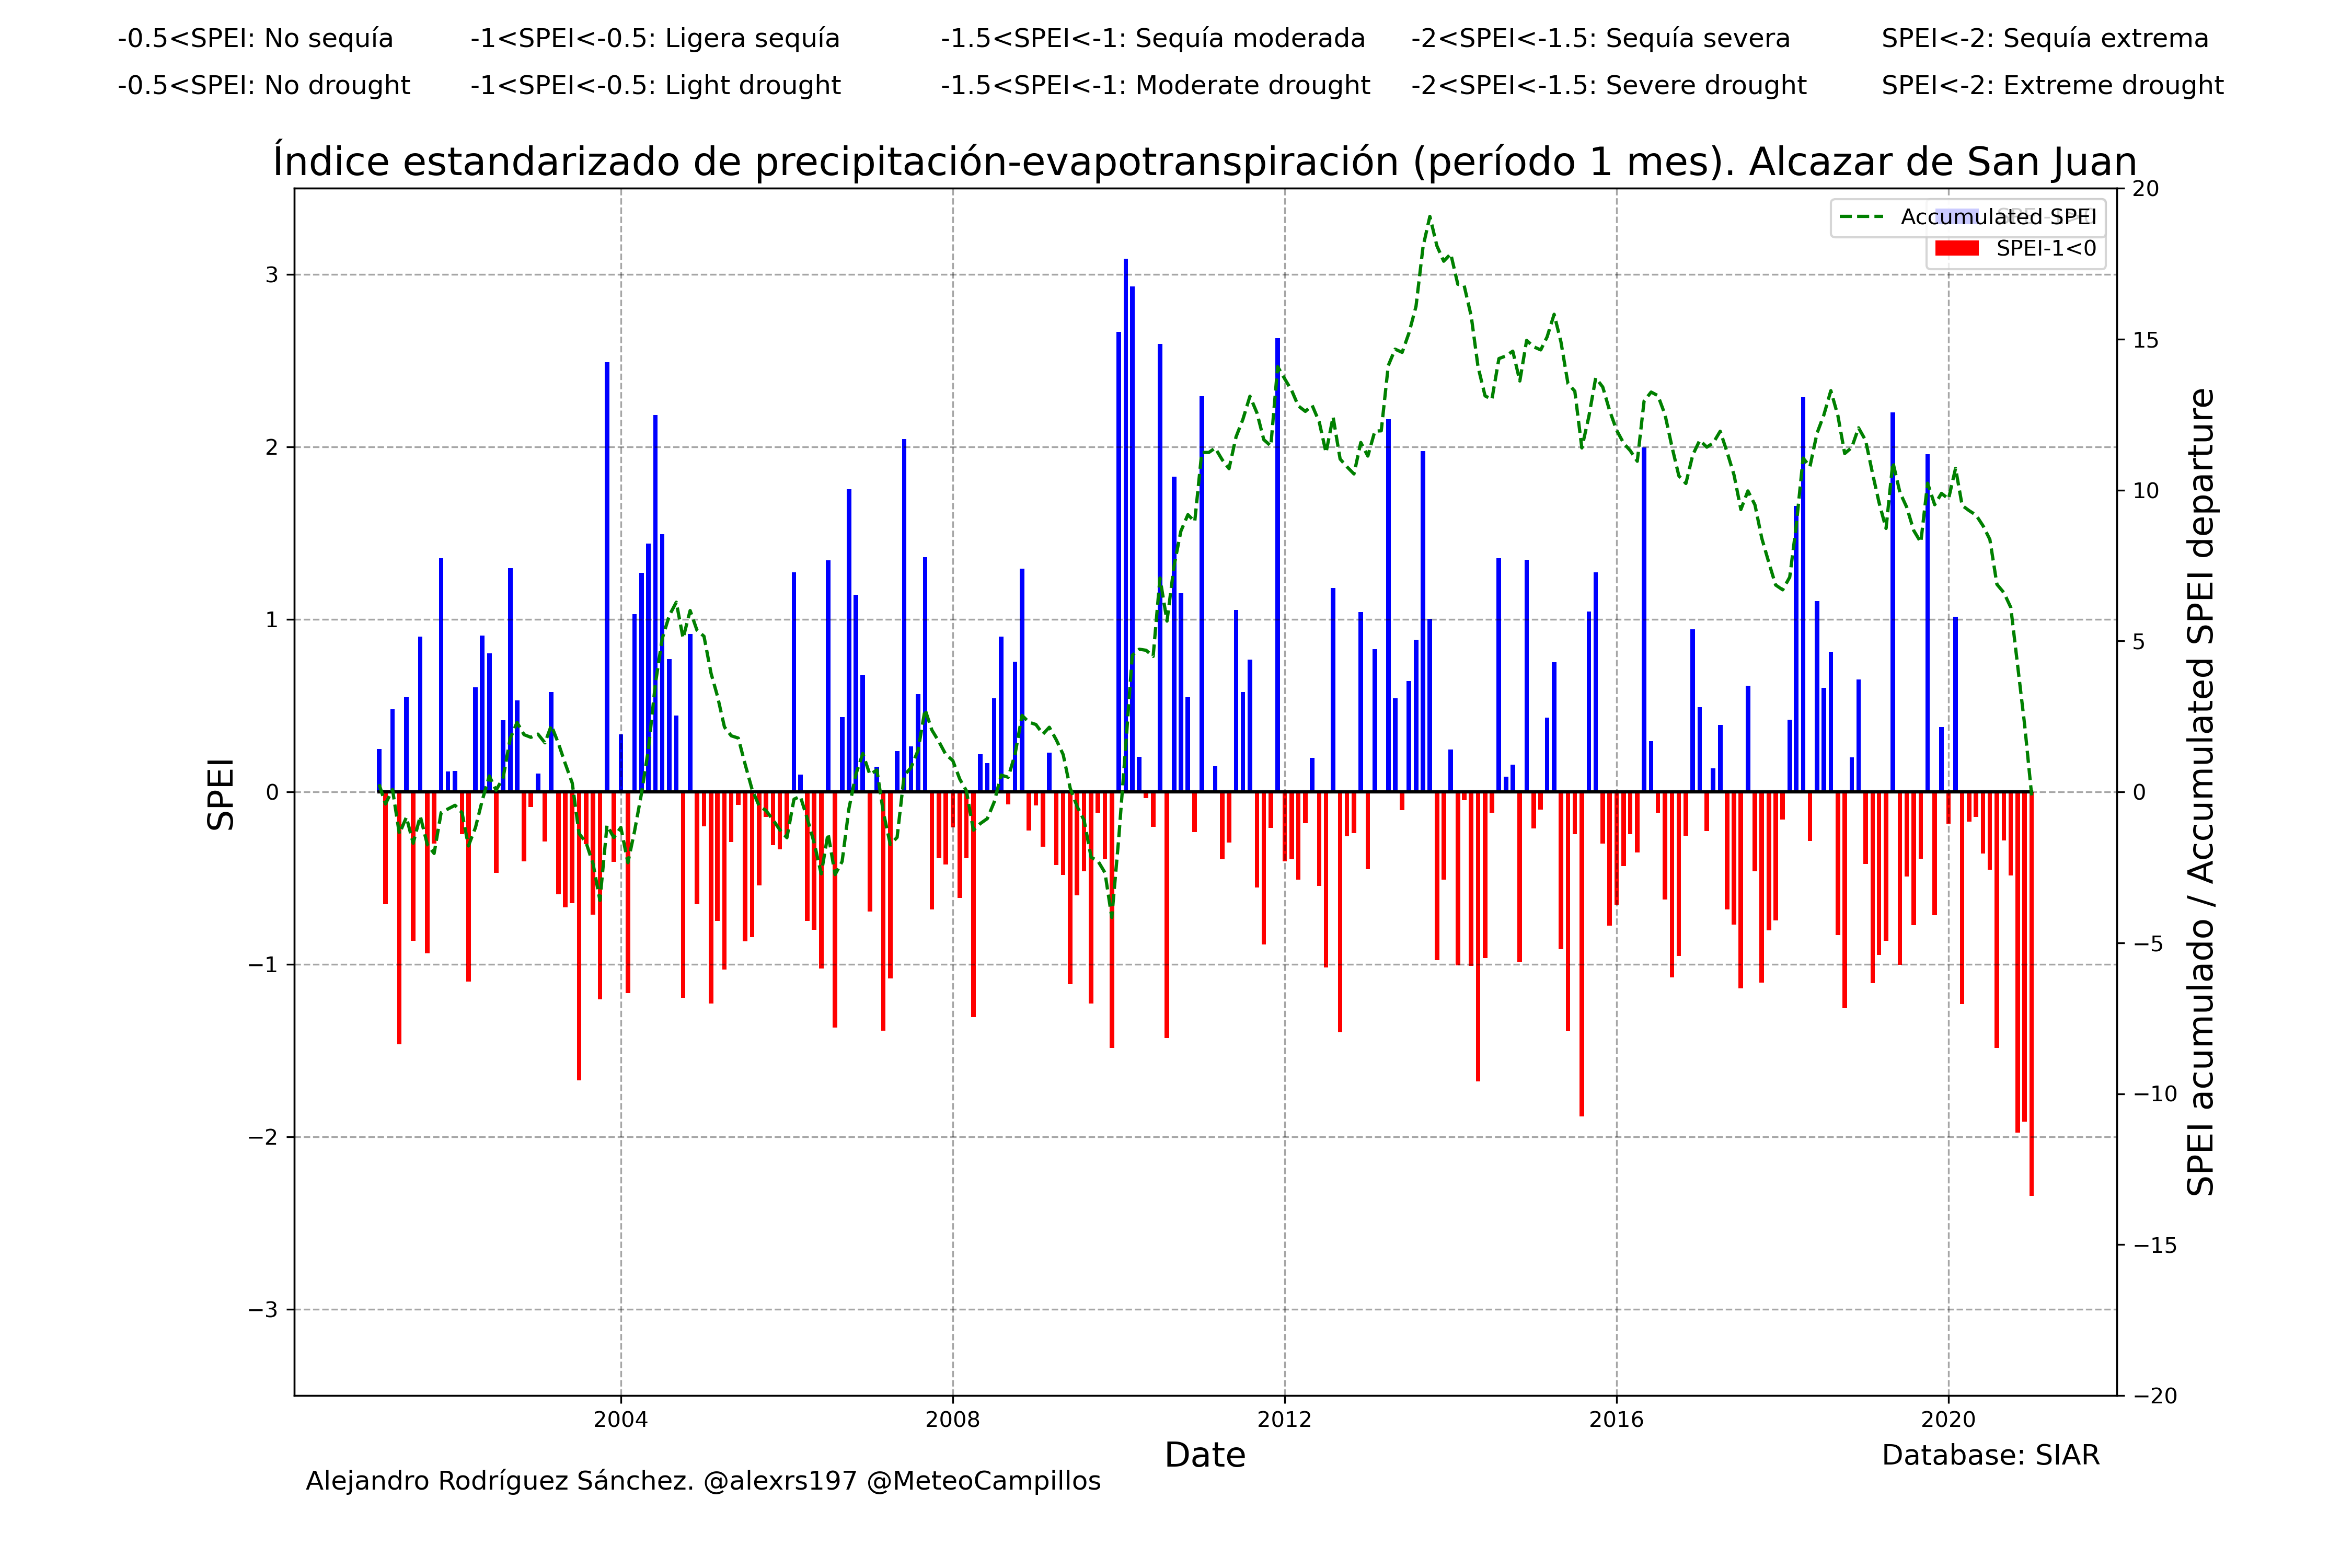 -0.5<SPEI: No sequía -1<SPEI<-0.5: Ligera sequía -1.5<SPEI<-1: Sequía moderada -2<SPEI<-1.5: Sequía severa SPEI<-2: Sequía extrema
-0.5<SPEI: No drought -1<SPEI<-0.5: Light drought -1.5<SPEI<-1: Moderate drought -2<SPEI<-1.5: Severe drought SPEI<-2: Extreme drought
Índice estandarizado de precipitación-evapotranspiración (período 1 mes). Alcazar de San Juan
Accumulated SPEI
SPEI-1<0
SPEI
3
2
1
0
−1
−2
−3
20
15
10
5
0
−5
−10
−15
−20
SPEI acumulado / Accumulated SPEI departure
2004 2008 2012 2016 2020
Date
Database: SIAR
Alejandro Rodríguez Sánchez. @alexrs197 @MeteoCampillos